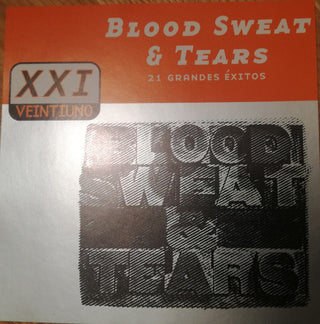 BLOOD SWEAT
& TEARS
21 GRANDES ÉXITOS
XXI
VEINTIUNO
BLOOD
SWEAT
&
TEARS